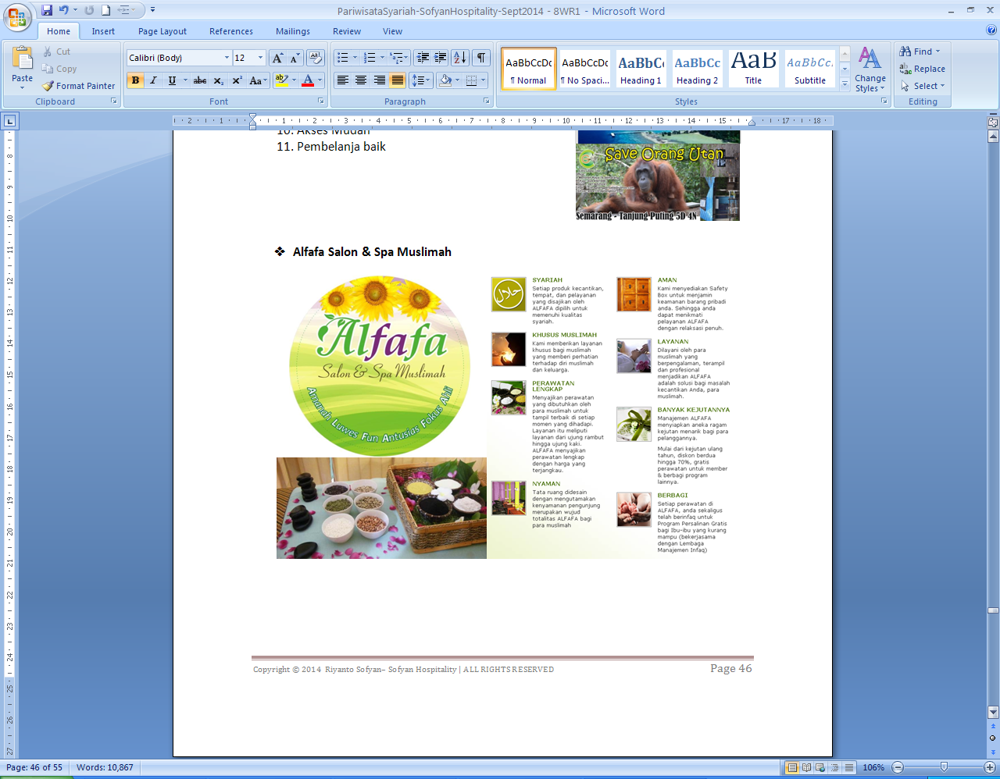 PariwisataSyariah-SofyanHospitality-Sept2014 - 8WR1 - Microsoft Word
Home
Insert
Page Layout
References
Mailings
Review
View
Paste
Cut
Copy
Format Painter
Clipboard
Calibri (Body)
12
Font
Paragraph
AaBbCcDc
AaBbCcDc
AaBbC
AaBbCc
AaB
AaBbCc.
¶ Normal
¶ No Spaci...
Heading 1
Heading 2
Title
Subtitle
Change
Styles
Styles
Find
Replace
Select
Editing
10. Akses Mudah
11. Pembelanja baik
Save Orang Utan
Semarang - Tanjung Puting 5D 4N
❖ Alfafa Salon & Spa Muslimah
Alfafa
Salon & Spa Muslimah
Amanah Luwes Fun Antusias Fokus Ahli
SYARIAH
Setiap produk kecantikan,
tempat, dan pelayanan
yang disajikan oleh
ALFAFA dipilih untuk
memenuhi kualitas
syariah.
حلال
KHUSUS MUSLIMAH
Kami memberikan layanan
khusus bagi muslimah
yang memberi perhatian
terhadap diri muslimah
dan keluarga.
PERAWATAN
LENGKAP
Menyajikan perawatan
yang dibutuhkan oleh
para muslimah untuk
tampil terbaik di setiap
momen yang dihadapi.
Layanan itu meliputi
layanan dari ujung rambut
hingga ujung kaki.
ALFAFA menyajikan
perawatan lengkap
dengan harga yang
terjangkau.
NYAMAN
Tata ruang didesain
dengan mengutamakan
kenyamanan pengunjung
merupakan wujud
totalitas ALFAFA bagi
para muslimah
AMAN
Kami menyediakan Safety
Box untuk menjamin
keamanan barang pribadi
anda. Sehingga anda
dapat menikmati
pelayanan ALFAFA
dengan relaksasi penuh.
LAYANAN
Dilayani oleh para
muslimah yang
berpengalaman, terampil
dan profesional
menjadikan ALFAFA
adalah solusi bagi masalah
kecantikan Anda, para
muslimah.
BANYAK KEJUTANNYA
Manajemen ALFAFA
menyiapkan aneka ragam
kejutan menarik bagi para
pelanggannya.
Mulai dari kejutan ulang
tahun, diskon berdua
hingga 70%, gratis
perawatan untuk member
& berbagi program
lainnya.
BERBAGI
Setiap perawatan di
ALFAFA, anda sekaligus
telah berinfaq untuk
Program Persalinan Gratis
bagi Ibu-ibu yang kurang
mampu (bekerjasama
dengan Lembaga
Manajemen Infaq)
Copyright © 2014 Riyanto Sofyan– Sofyan Hospitality | ALL RIGHTS RESERVED
Page 46
Page: 46 of 55
Words: 10,867
106%